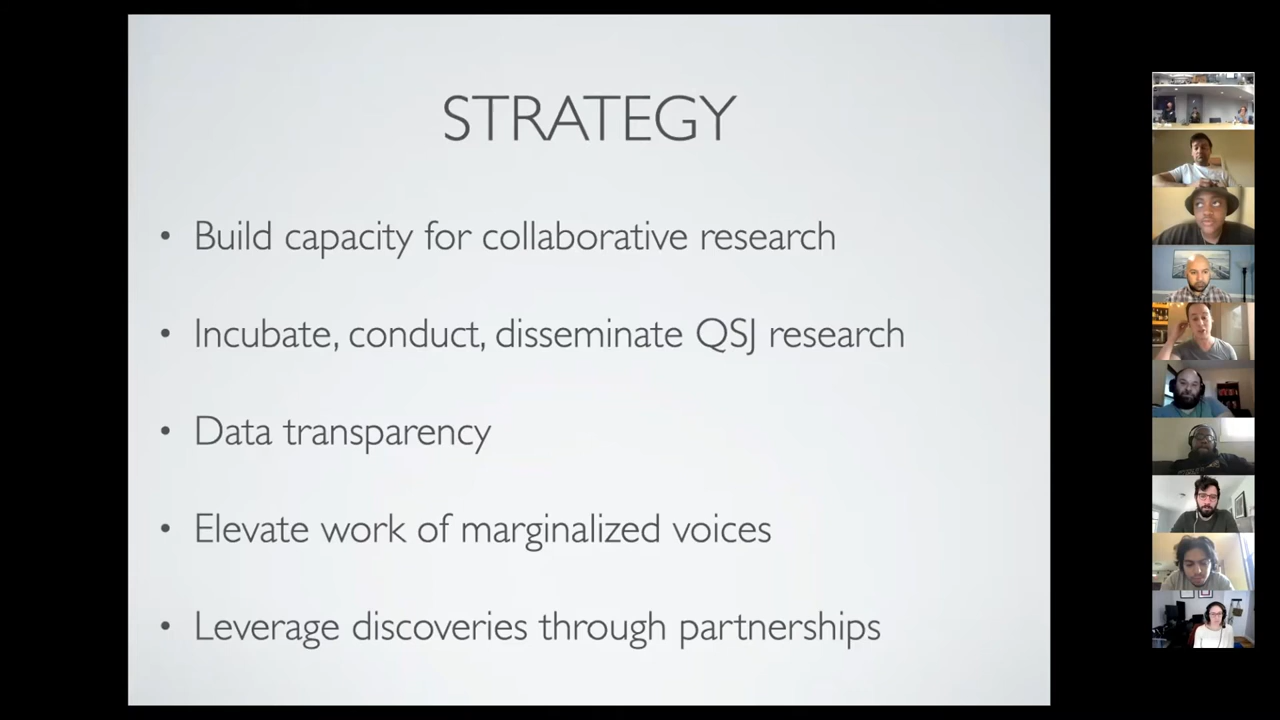 STRATEGY
• Build capacity for collaborative research
• Incubate, conduct, disseminate QSJ research
• Data transparency
• Elevate work of marginalized voices
• Leverage discoveries through partnerships